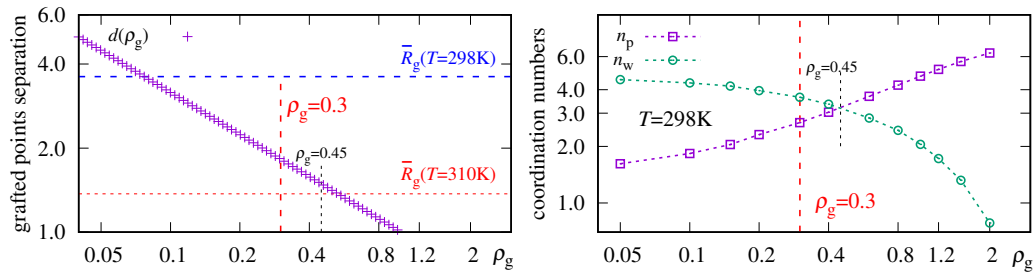 grafted points separation
6.0
4.0
2.0
1.0
d(ρg)
R̅g(T=298K)
ρg=0.3
ρg=0.45
R̅g(T=310K)
0.05 0.1 0.2 0.4 0.8 1.2 2 ρg
coordination numbers
6.0
4.0
3.0
2.0
1.0
np
nw
ρg=0.45
T=298K
ρg=0.3
0.05 0.1 0.2 0.4 0.8 1.2 2 ρg